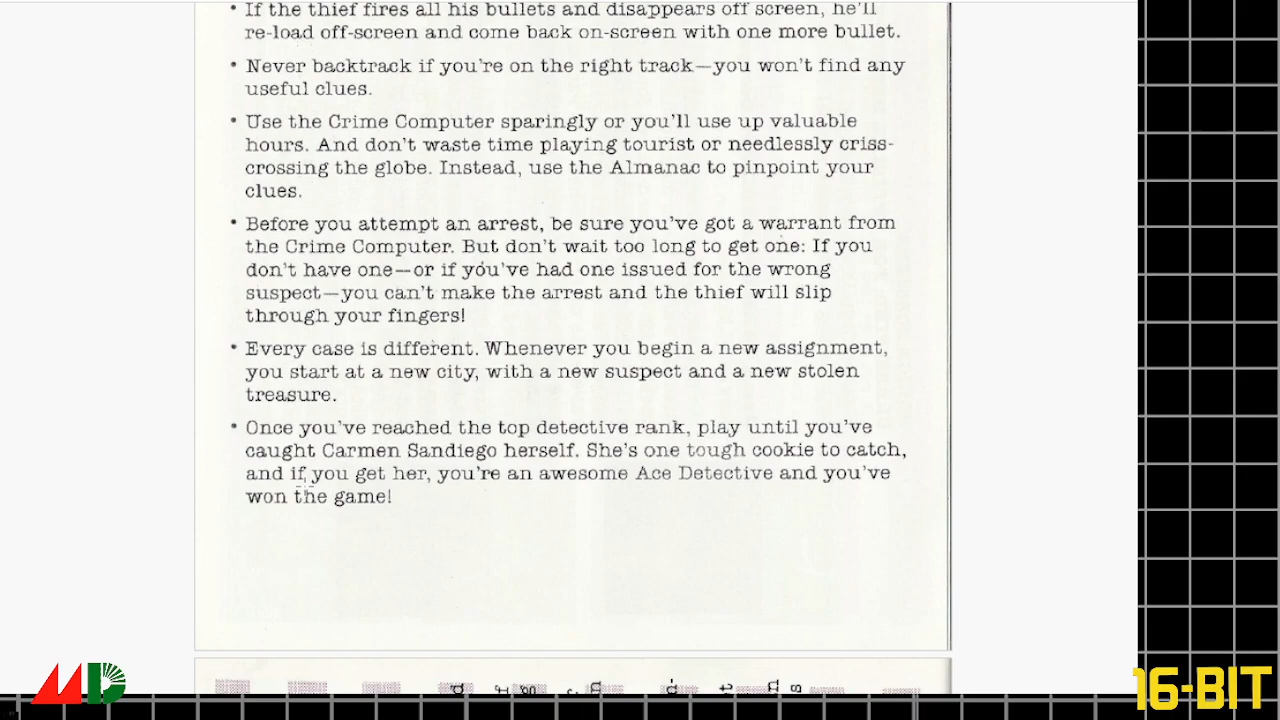 • If the thief fires all his bullets and disappears off screen, he'll
re-load off-screen and come back on-screen with one more bullet.
• Never backtrack if you're on the right track—you won't find any
useful clues.
• Use the Crime Computer sparingly or you'll use up valuable
hours. And don't waste time playing tourist or needlessly criss-
crossing the globe. Instead, use the Almanac to pinpoint your
clues.
• Before you attempt an arrest, be sure you've got a warrant from
the Crime Computer. But don't wait too long to get one: If you
don't have one—or if you've had one issued for the wrong
suspect—you can't make the arrest and the thief will slip
through your fingers!
• Every case is different. Whenever you begin a new assignment,
you start at a new city, with a new suspect and a new stolen
treasure.
• Once you've reached the top detective rank, play until you've
caught Carmen Sandiego herself. She's one tough cookie to catch,
and if you get her, you're an awesome Ace Detective and you've
won the game!
MD
16-BIT